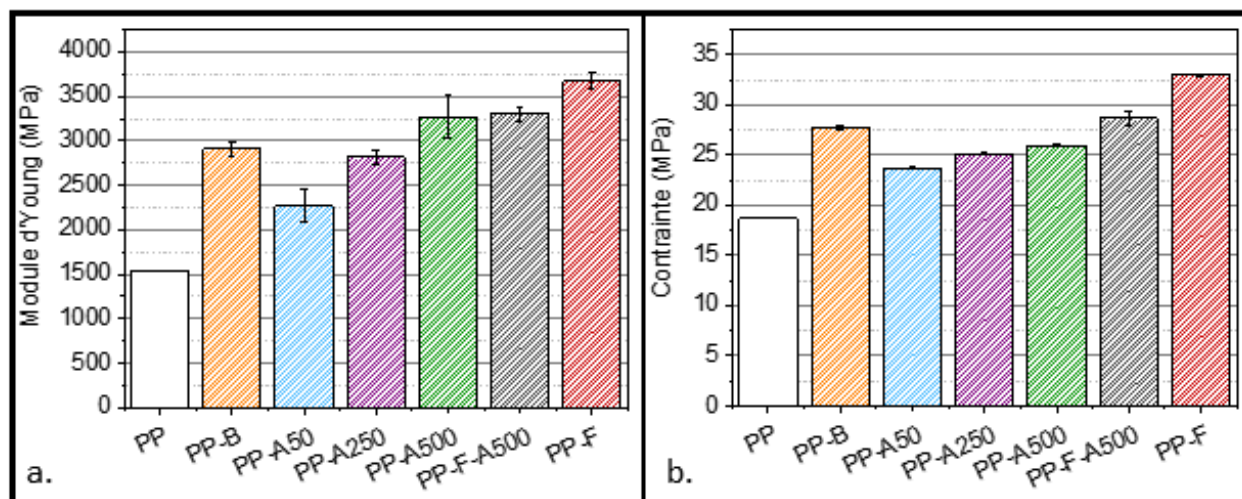 Module d'Young (MPa)
4000
3500
3000
2500
2000
1500
1000
500
0
PP
PP-B
PP-A50
PP-A250
PP-A500
PP-F-A500
PP-F
a.
Contrainte (MPa)
35
30
25
20
15
10
5
0
PP
PP-B
PP-A50
PP-A250
PP-A500
PP-F-A500
PP-F
b.